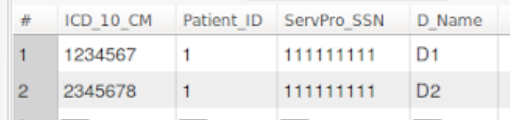 # ICD_10_CM Patient_ID ServPro_SSN D_Name
1 1234567 1 111111111 D1
2 2345678 1 111111111 D2